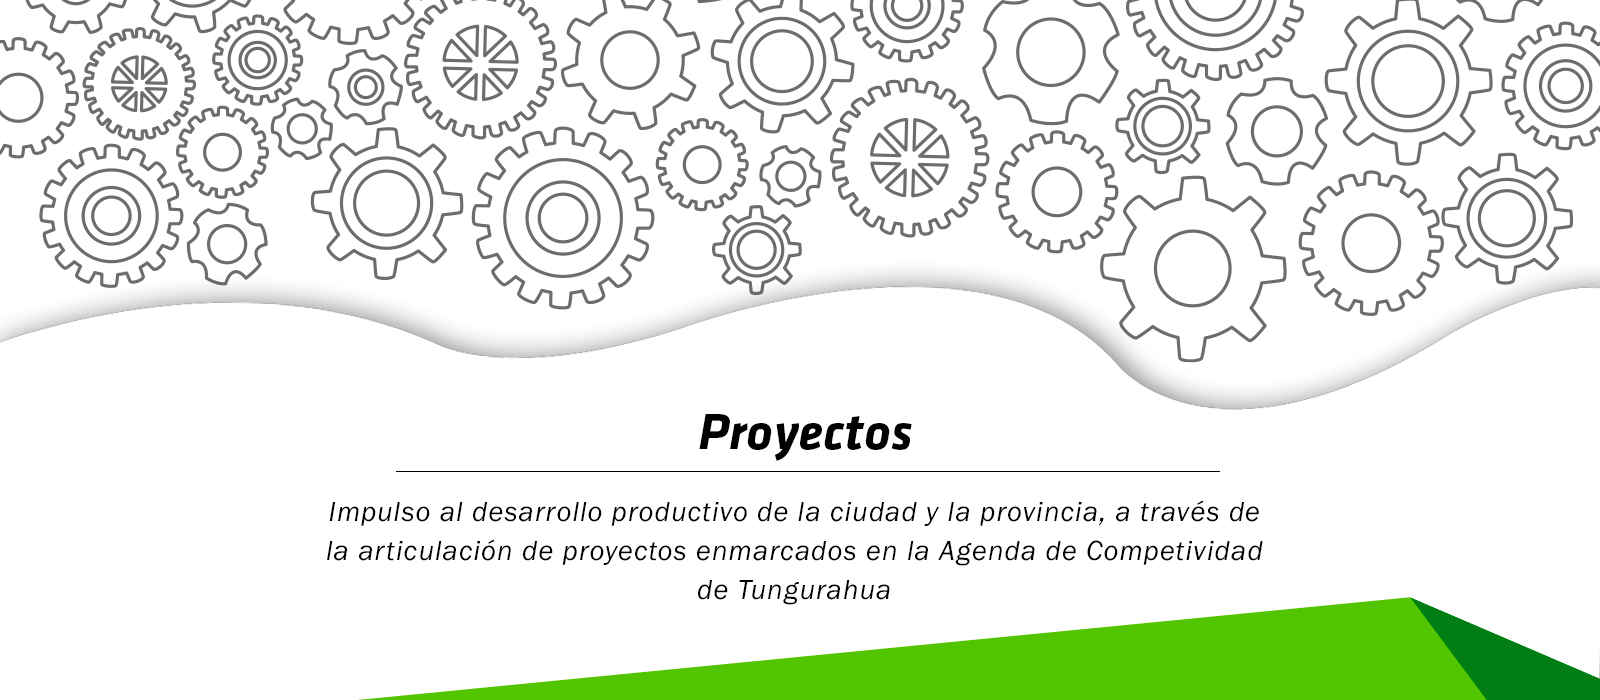 Proyectos
Impulso al desarrollo productivo de la ciudad y la provincia, a través de
la articulación de proyectos enmarcados en la Agenda de Competividad
de Tungurahua